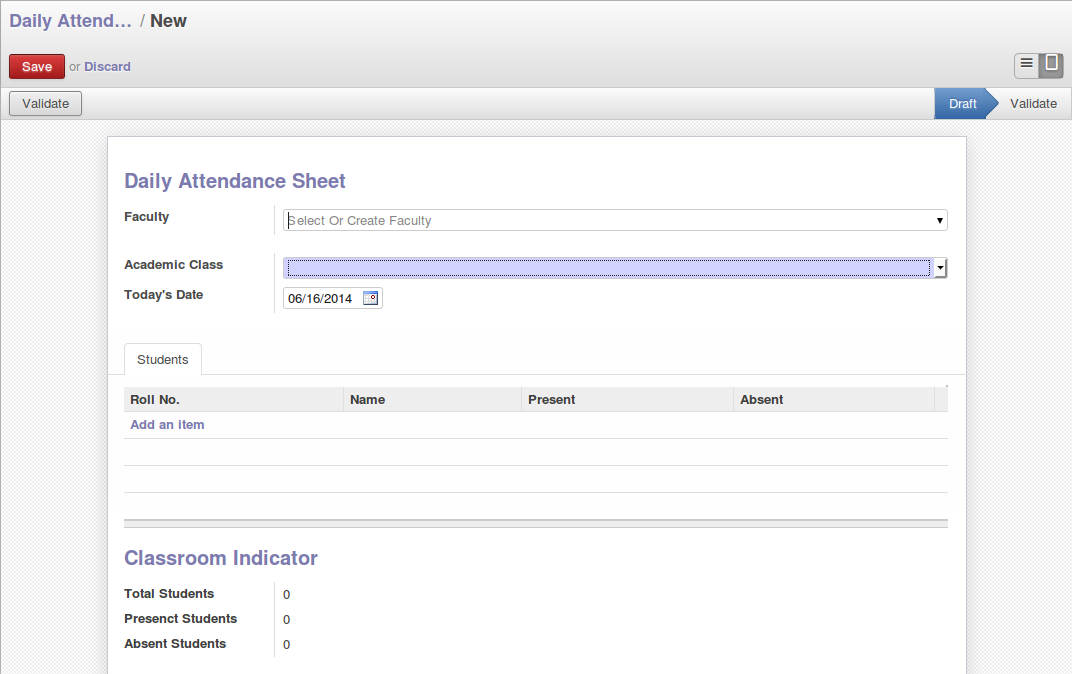 Daily Attend... / New
Save or Discard
Validate
Draft Validate
Daily Attendance Sheet
Faculty Select Or Create Faculty
Academic Class
Today's Date 06/16/2014
Students
Roll No. Name Present Absent
Add an item
Classroom Indicator
Total Students 0
Presenct Students 0
Absent Students 0